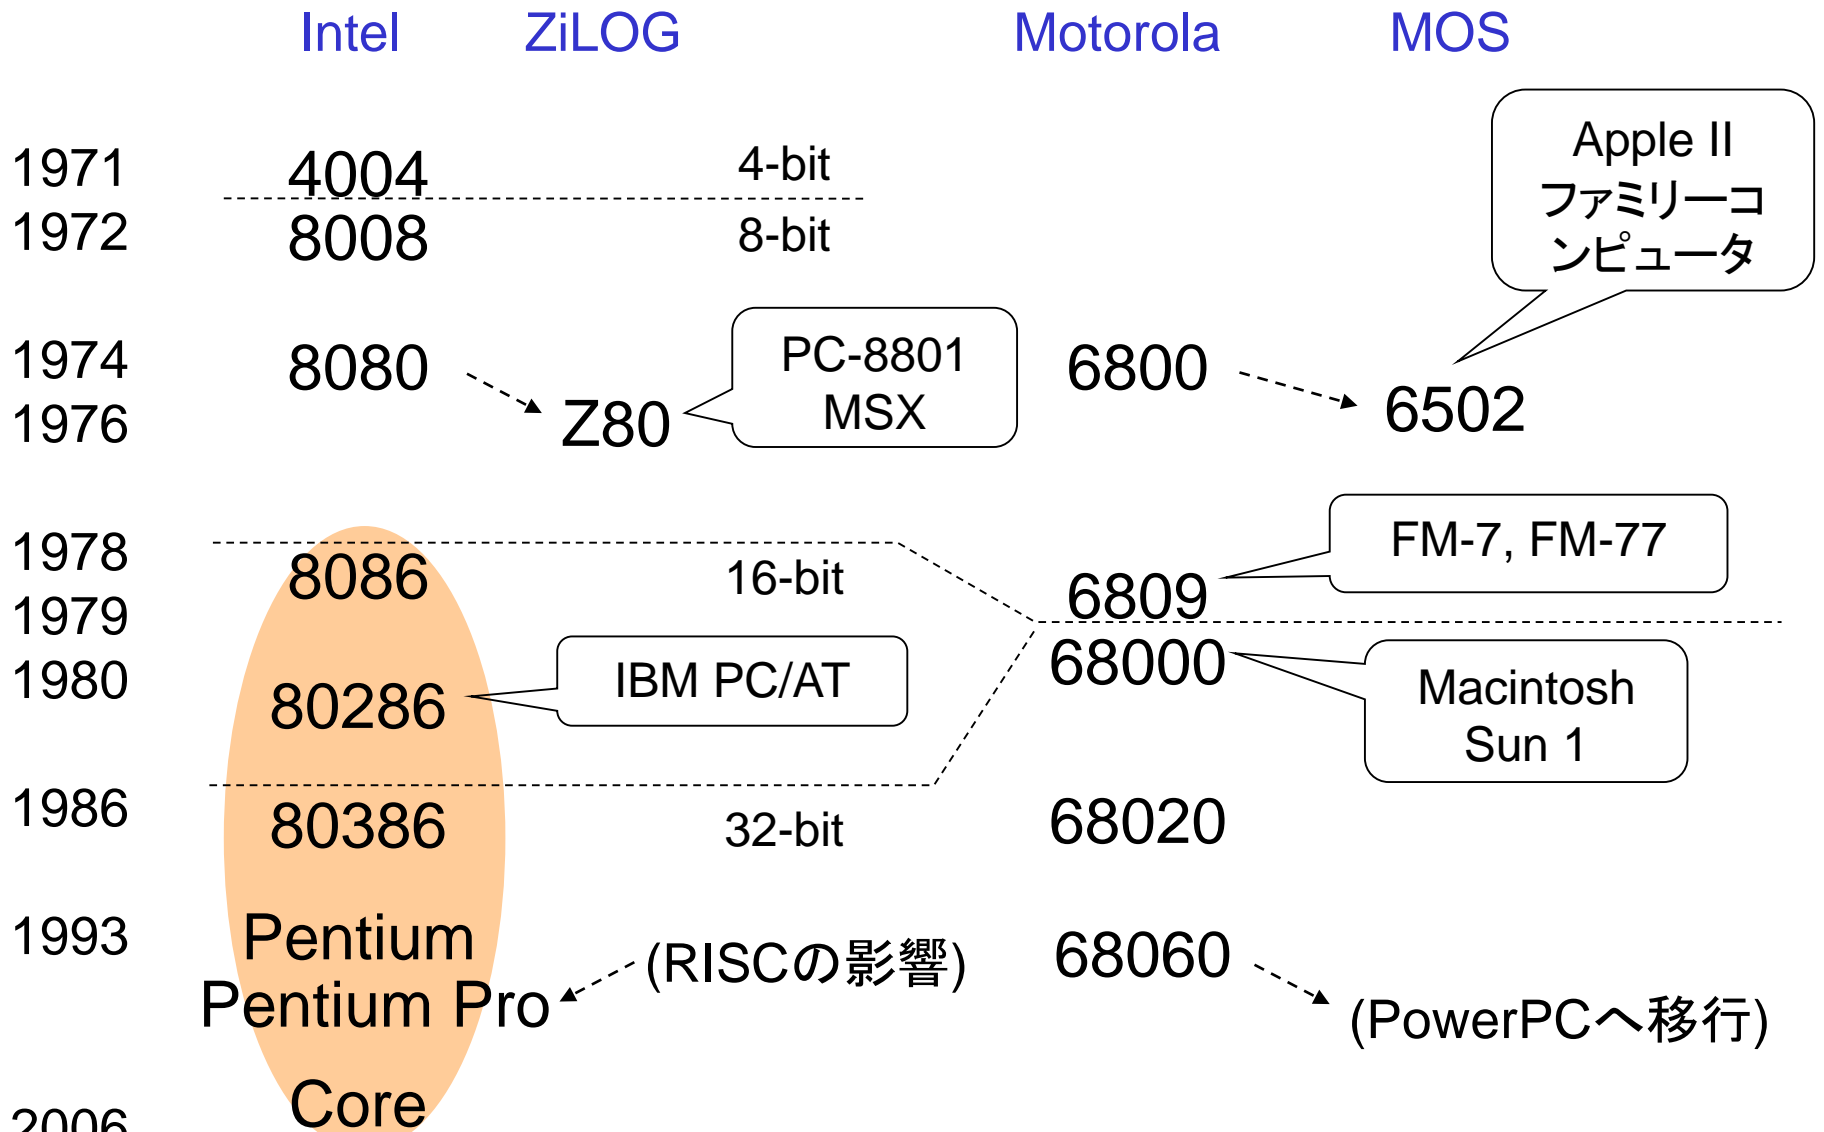 Intel ZiLOG Motorola MOS
Apple II
ファミリーコ
ンピュータ
1971 4004 4-bit
1972 8008 8-bit
1974 8080 6800
PC-8801
MSX
1976 Z80 6502
FM-7, FM-77
1978 8086 16-bit 6809
1979
1980 80286 68000
IBM PC/AT
Macintosh
Sun 1
1986 80386 32-bit 68020
1993 Pentium (RISCの影響) 68060
Pentium Pro (PowerPCへ移行)
Core
2006